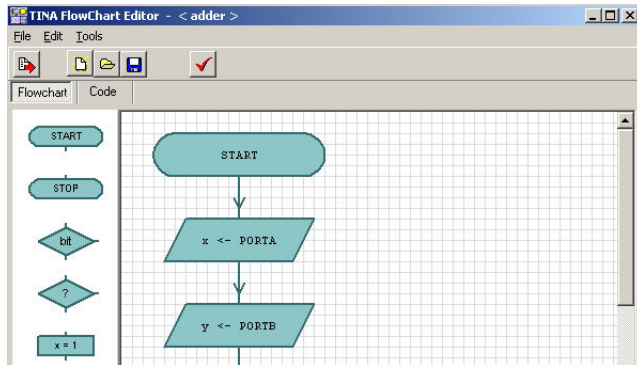 TINA FlowChart Editor - < adder >
File Edit Tools
Flowchart Code
START
STOP
bit
?
x = 1
START
x <- PORTA
y <- PORTB